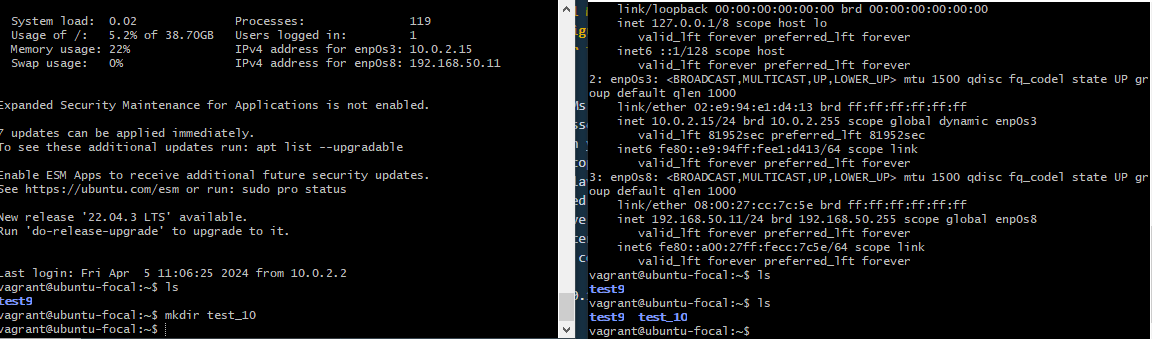 System load:  0.02              Processes:               119
Usage of /:   5.2% of 38.70GB   Users logged in:         1
Memory usage: 22%               IPv4 address for enp0s3: 10.0.2.15
Swap usage:   0%                IPv4 address for enp0s8: 192.168.50.11
Expanded Security Maintenance for Applications is not enabled.
7 updates can be applied immediately.
To see these additional updates run: apt list --upgradable
Enable ESM Apps to receive additional future security updates.
See https://ubuntu.com/esm or run: sudo pro status
New release '22.04.3 LTS' available.
Run 'do-release-upgrade' to upgrade to it.
Last login: Fri Apr  5 11:06:25 2024 from 10.0.2.2
vagrant@ubuntu-focal:~$ ls
test9
vagrant@ubuntu-focal:~$ mkdir test_10
vagrant@ubuntu-focal:~$
link/loopback 00:00:00:00:00:00 brd 00:00:00:00:00:00
inet 127.0.0.1/8 scope host lo
valid_lft forever preferred_lft forever
inet6 ::1/128 scope host
valid_lft forever preferred_lft forever
2: enp0s3: <BROADCAST,MULTICAST,UP,LOWER_UP> mtu 1500 qdisc fq_codel state UP gr
oup default qlen 1000
link/ether 02:e9:94:e1:d4:13 brd ff:ff:ff:ff:ff:ff
inet 10.0.2.15/24 brd 10.0.2.255 scope global dynamic enp0s3
valid_lft 81952sec preferred_lft 81952sec
inet6 fe80::e9:94ff:fee1:d413/64 scope link
valid_lft forever preferred_lft forever
3: enp0s8: <BROADCAST,MULTICAST,UP,LOWER_UP> mtu 1500 qdisc fq_codel state UP gr
oup default qlen 1000
link/ether 08:00:27:cc:7c:5e brd ff:ff:ff:ff:ff:ff
inet 192.168.50.11/24 brd 192.168.50.255 scope global enp0s8
valid_lft forever preferred_lft forever
inet6 fe80::a00:27ff:fecc:7c5e/64 scope link
valid_lft forever preferred_lft forever
vagrant@ubuntu-focal:~$ ls
test9
vagrant@ubuntu-focal:~$ ls
test9  test_10
vagrant@ubuntu-focal:~$